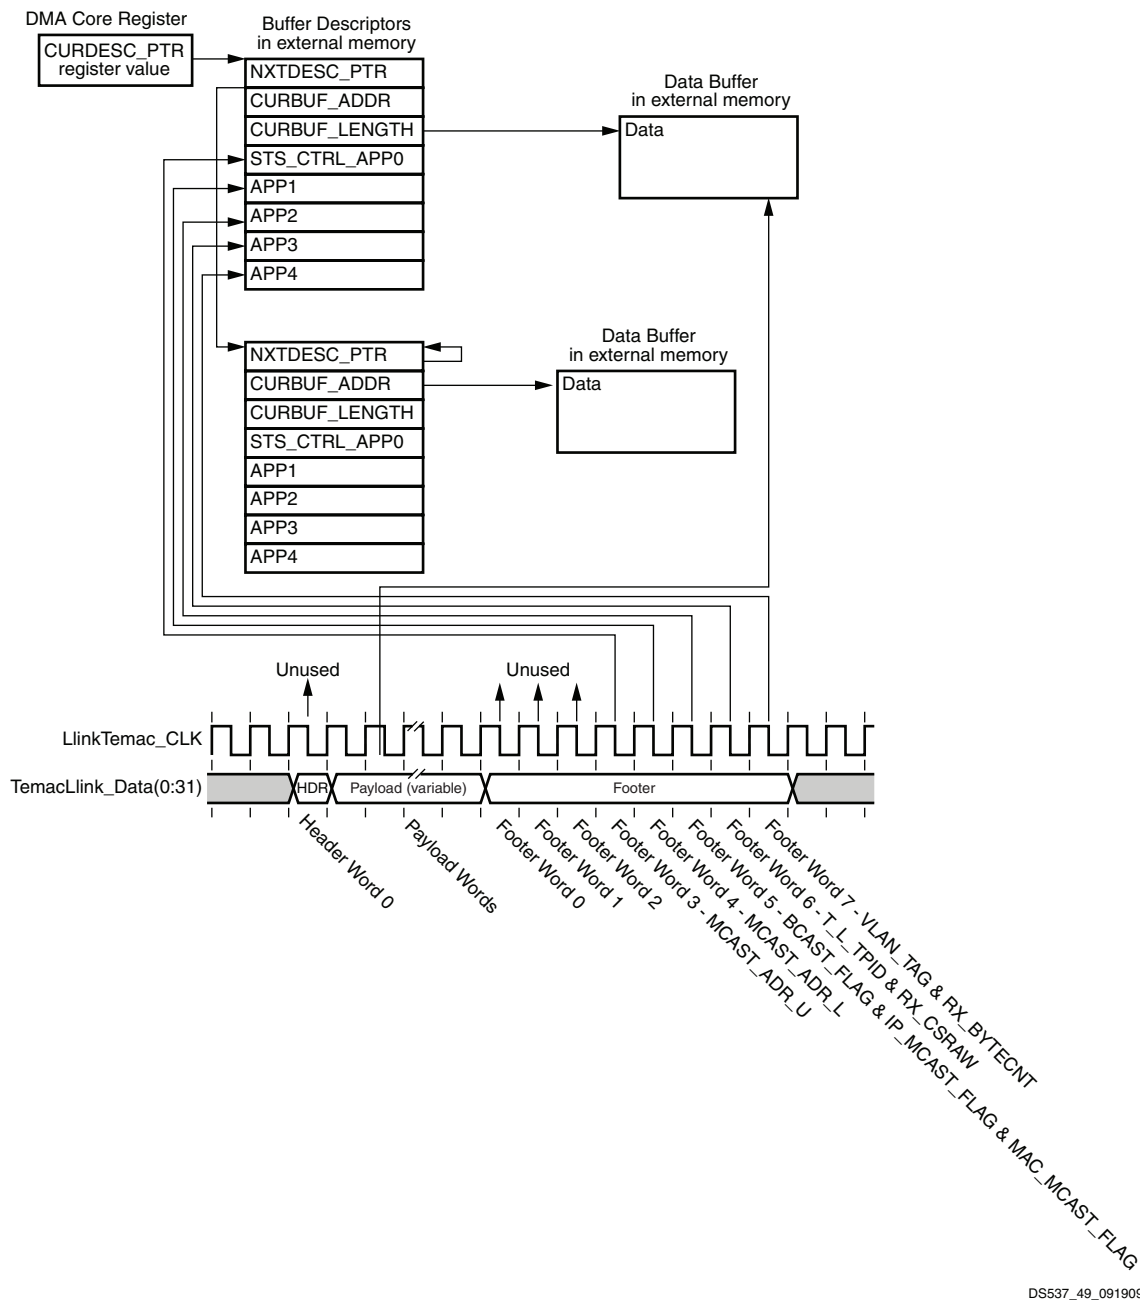 DMA Core Register
CURDESC_PTR
register value
Buffer Descriptors
in external memory
NXTDESC_PTR
CURBUF_ADDR
CURBUF_LENGTH
STS_CTRL_APP0
APP1
APP2
APP3
APP4
Data Buffer
in external memory
Data
NXTDESC_PTR
CURBUF_ADDR
CURBUF_LENGTH
STS_CTRL_APP0
APP1
APP2
APP3
APP4
Data Buffer
in external memory
Data
Unused
Unused
LlinkTemac_CLK
TemacLlink_Data(0:31)
HDR
Payload (variable)
Footer
Header Word 0
Payload Words
Footer Word 0
Footer Word 1
Footer Word 2
Footer Word 3 - MCAST_ADR_U
Footer Word 4 - MCAST_ADR_L
Footer Word 5 - BCAST_FLAG & IP_MCAST_FLAG & MAC_MCAST_FLAG
Footer Word 6 - T_L_TPID & RX_CSRAW
Footer Word 7 - VLAN_TAG & RX_BYTECNT
DS537_49_091909